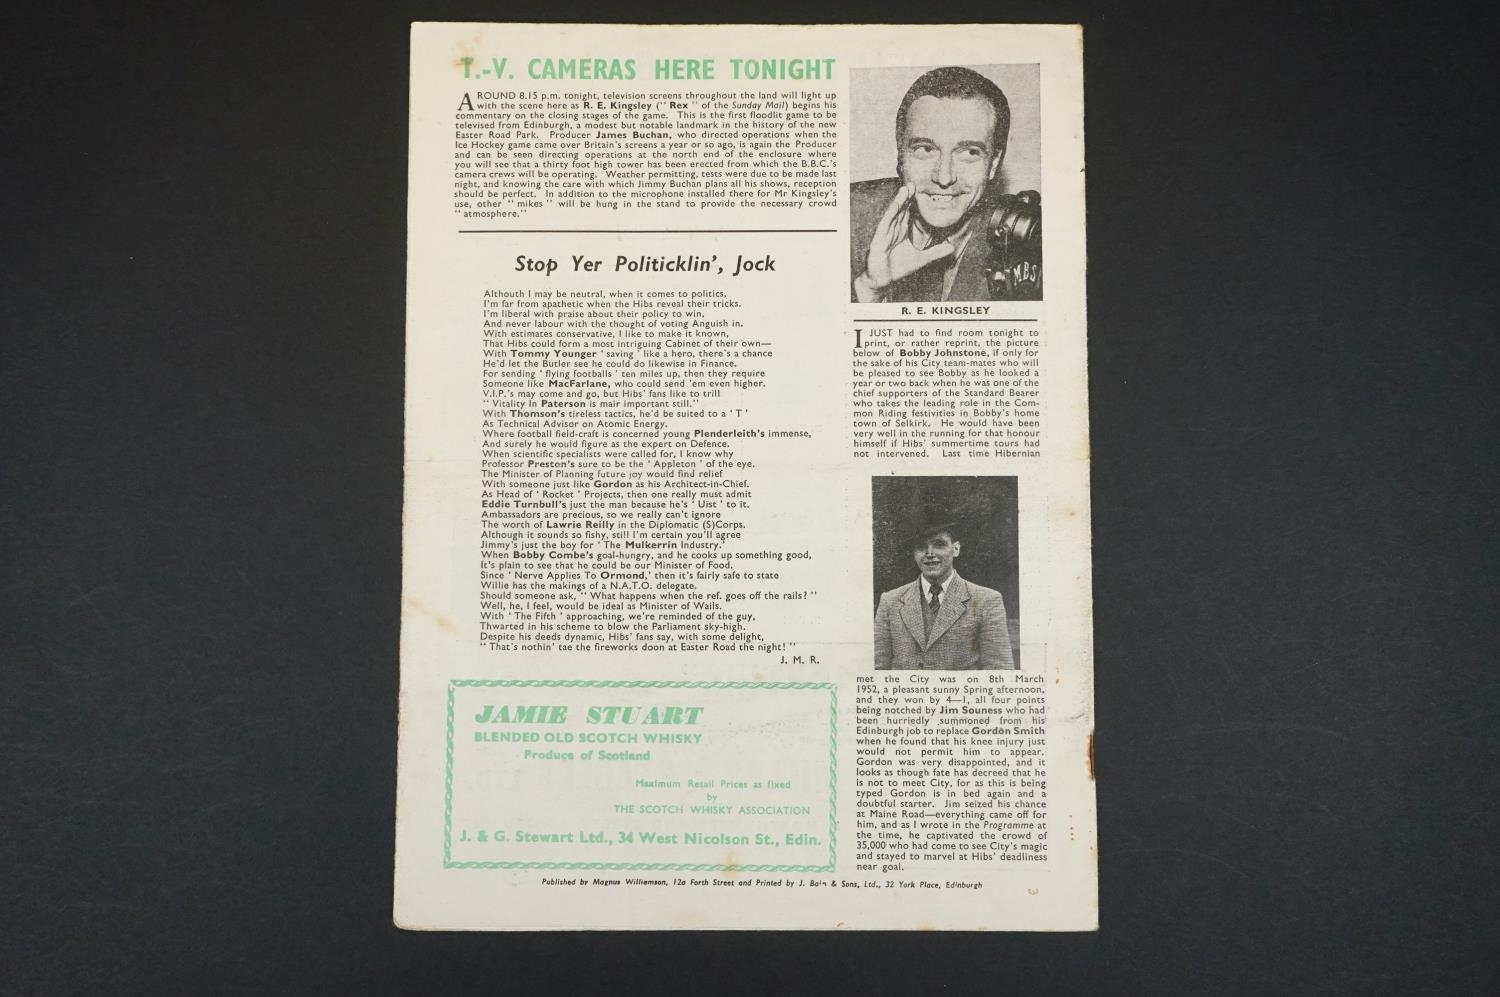 T.-V. CAMERAS HERE TONIGHT
AROUND 8.15 p.m. tonight, television screens throughout the land will light up
with the scene here as R. E. Kingsley (" Rex " of the Sunday Mail) begins his
commentary on the closing stages of the game. This is the first floodlit game to be
televised from Edinburgh, a modest but notable landmark in the history of the new
Easter Road Park. Producer James Buchan, who directed operations when the
Ice Hockey game came over Britain's screens a year or so ago, is again the Producer
and can be seen directing operations at the north end of the enclosure where
you will see that a thirty foot high tower has been erected from which the B.B.C.'s
camera crews will be operating. Weather permitting, tests were due to be made last
night, and knowing the care with which Jimmy Buchan plans all his shows, reception
should be perfect. In addition to the microphone installed there for Mr Kingsley's
use, other " mikes " will be hung in the stand to provide the necessary crowd
" atmosphere."
Stop Yer Politicklin', Jock
Althouth I may be neutral, when it comes to politics,
I'm far from apathetic when the Hibs reveal their tricks.
I'm liberal with praise about their policy to win,
And never labour with the thought of voting Anguish in.
With estimates conservative, I like to make it known,
That Hibs could form a most intriguing Cabinet of their own—
With Tommy Younger ' saving ' like a hero, there's a chance
He'd let the Butler see he could do likewise in Finance.
For sending ' flying footballs ' ten miles up, then they require
Someone like MacFarlane, who could send 'em even higher.
V.I.P.'s may come and go, but Hibs' fans like to trill
" Vitality In Paterson is mair important still."
With Thomson's tireless tactics, he'd be suited to a ' T '
As Technical Advisor on Atomic Energy.
Where football field-craft is concerned young Plenderleith's immense,
And surely he would figure as the expert on Defence.
When scientific specialists were called for, I know why
Professor Preston's sure to be the ' Appleton ' of the eye.
The Minister of Planning future joy would find relief
With someone just like Gordon as his Architect-in-Chief.
As Head of ' Rocket ' Projects, then one really must admit
Eddie Turnbull's just the man because he's ' Uist ' to it.
Ambassadors are precious, so we really can't ignore
The worth of Lawrie Reilly in the Diplomatic (S)Corps.
Although it sounds so fishy, still I'm certain you'll agree
Jimmy's just the boy for ' The Mulkerrin Industry.'
When Bobby Combe's goal-hungry, and he cooks up something good,
It's plain to see that he could be our Minister of Food.
Since ' Nerve Applies To Ormond,' then it's fairly safe to state
Willie has the makings of a N.A.T.O. delegate.
Should someone ask, " What happens when the ref. goes off the rails? "
Well, he, I feel, would be ideal as Minister of Wails.
With ' The Fifth ' approaching, we're reminded of the guy,
Thwarted in his scheme to blow the Parliament sky-high.
Despite his deeds dynamic, Hibs' fans say, with some delight,
" That's nothin' tae the fireworks doon at Easter Road the night! "
J. M. R.
JAMIE STUART
BLENDED OLD SCOTCH WHISKY
Produce of Scotland
Maximum Retail Prices as fixed
by
THE SCOTCH WHISKY ASSOCIATION
J. & G. Stewart Ltd., 34 West Nicolson St., Edin.
MBS
R. E. KINGSLEY
I JUST had to find room tonight to
print, or rather reprint, the picture
below of Bobby Johnstone, if only for
the sake of his City team-mates who will
be pleased to see Bobby as he looked a
year or two back when he was one of the
chief supporters of the Standard Bearer
who takes the leading role in the Com-
mon Riding festivities in Bobby's home
town of Selkirk. He would have been
very well in the running for that honour
himself if Hibs' summertime tours had
not intervened. Last time Hibernian
met the City was on 8th March
1952, a pleasant sunny Spring afternoon,
and they won by 4—1, all four points
being notched by Jim Souness who had
been hurriedly summoned from his
Edinburgh job to replace Gordon Smith
when he found that his knee injury just
would not permit him to appear.
Gordon was very disappointed, and it
looks as though fate has decreed that he
is not to meet City, for as this is being
typed Gordon is in bed again and a
doubtful starter. Jim seized his chance
at Maine Road—everything came off for
him, and as I wrote in the Programme at
the time, he captivated the crowd of
35,000 who had come to see City's magic
and stayed to marvel at Hibs' deadliness
near goal.
Published by Magnus Williamson, 12a Forth Street and Printed by J. Bain & Sons, Ltd., 32 York Place, Edinburgh